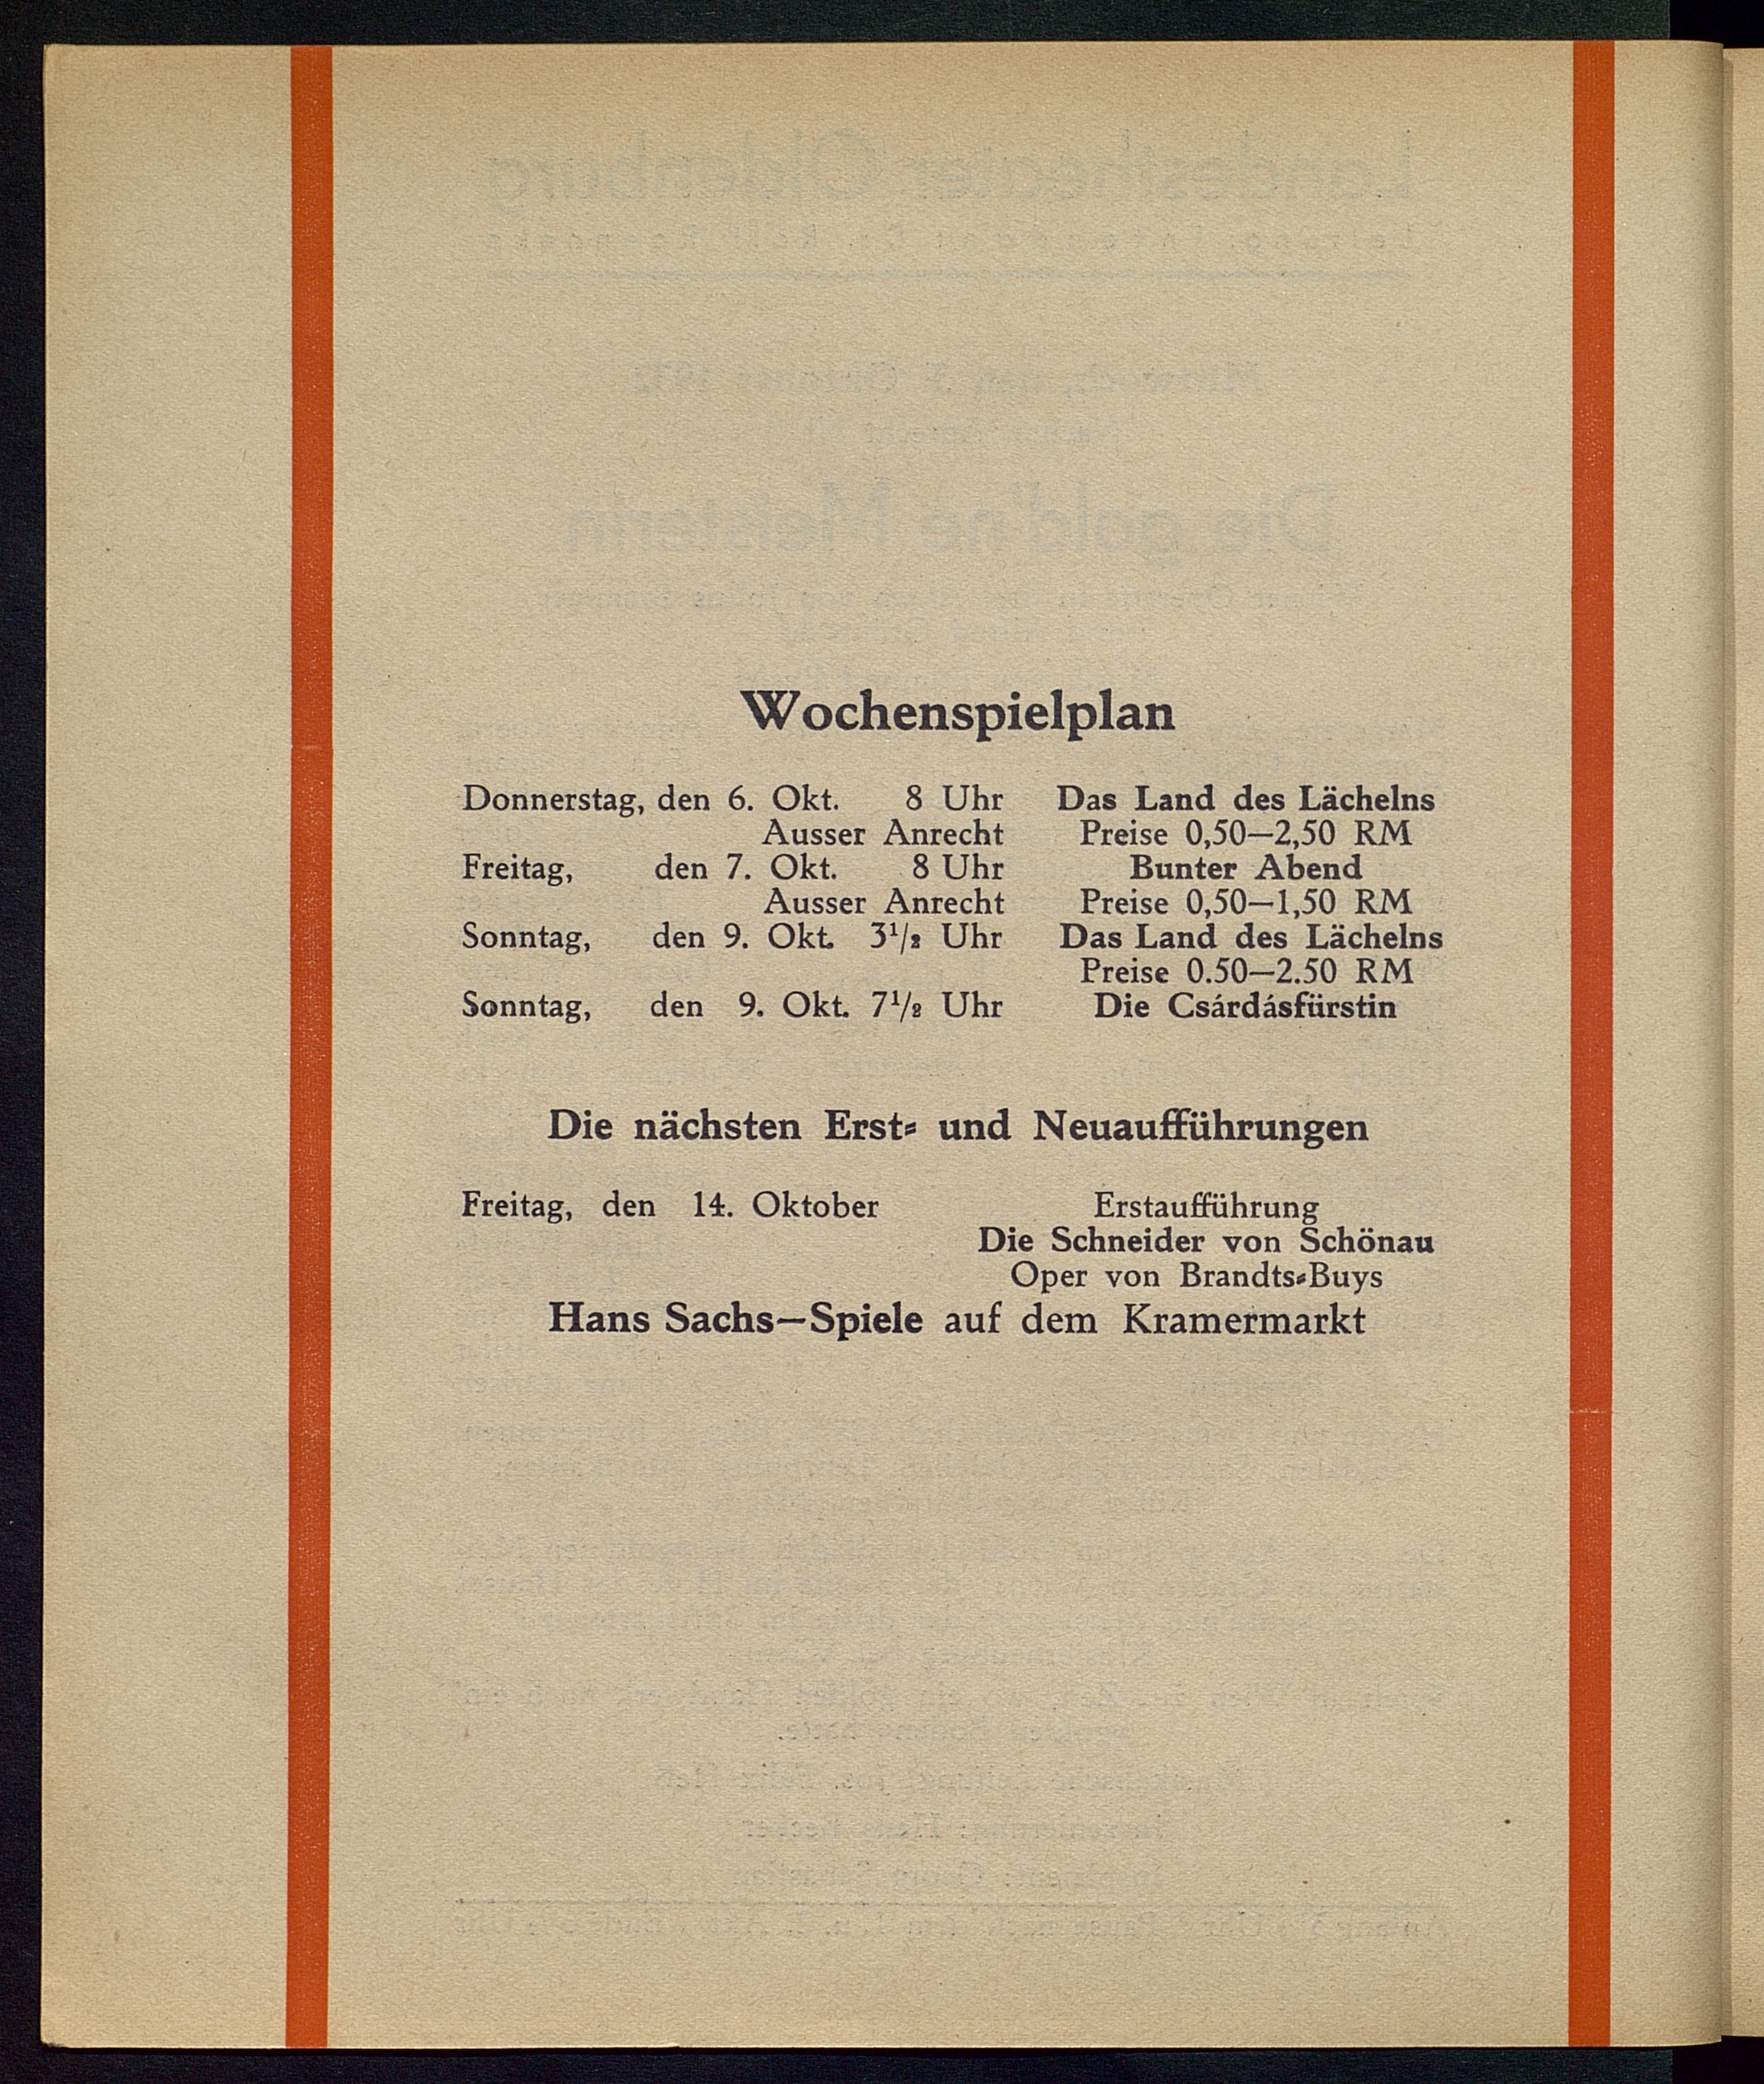 Wochenspielplan
Donnerstag, den 6. Okt. 8 Uhr Das Land des Lächelns
Ausser Anrecht Preise 0,50—2,50 RM
Freitag, den 7. Okt. 8 Uhr Bunter Abend
Ausser Anrecht Preise 0,50—1,50 RM
Sonntag, den 9. Okt. 3¹/₂ Uhr Das Land des Lächelns
Preise 0.50—2.50 RM
Sonntag, den 9. Okt. 7¹/₂ Uhr Die Csárdásfürstin
Die nächsten Erst- und Neuaufführungen
Freitag, den 14. Oktober Erstaufführung
Die Schneider von Schönau
Oper von Brandts-Buys
Hans Sachs—Spiele auf dem Kramermarkt